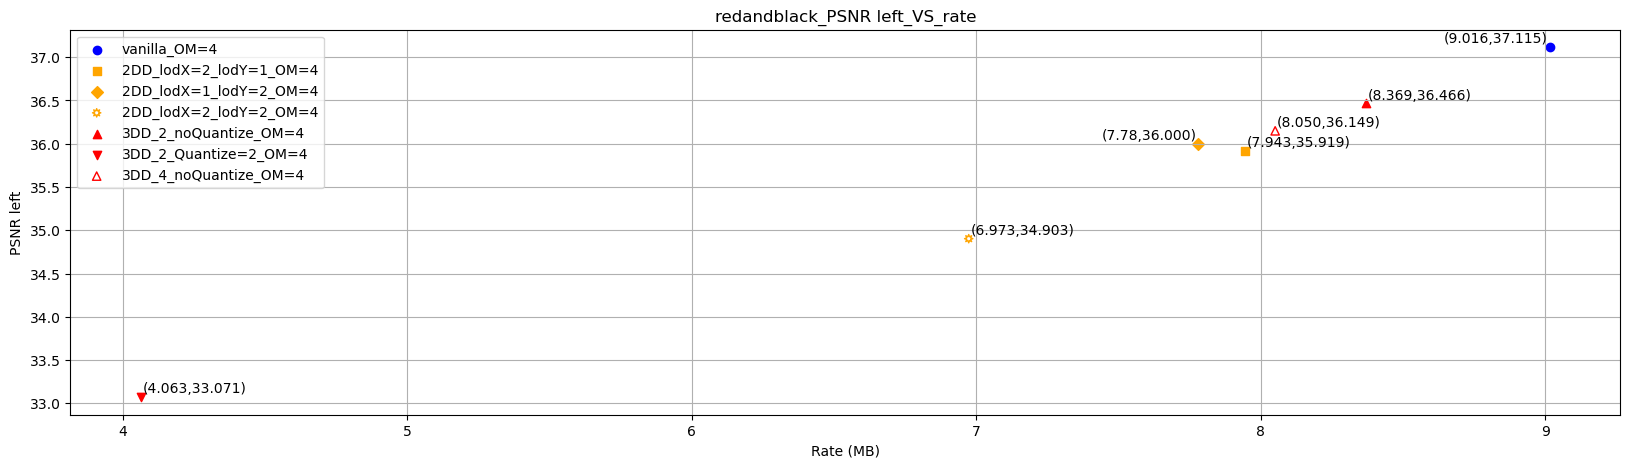 redandblack_PSNR left_VS_rate
vanilla_OM=4
2DD_lodX=2_lodY=1_OM=4
2DD_lodX=1_lodY=2_OM=4
2DD_lodX=2_lodY=2_OM=4
3DD_2_noQuantize_OM=4
3DD_2_Quantize=2_OM=4
3DD_4_noQuantize_OM=4
(9.016,37.115)
(8.369,36.466)
(8.050,36.149)
(7.78,36.000)
(7.943,35.919)
(6.973,34.903)
(4.063,33.071)
PSNR left
37.0
36.5
36.0
35.5
35.0
34.5
34.0
33.5
33.0
4 5 6 7 8 9
Rate (MB)